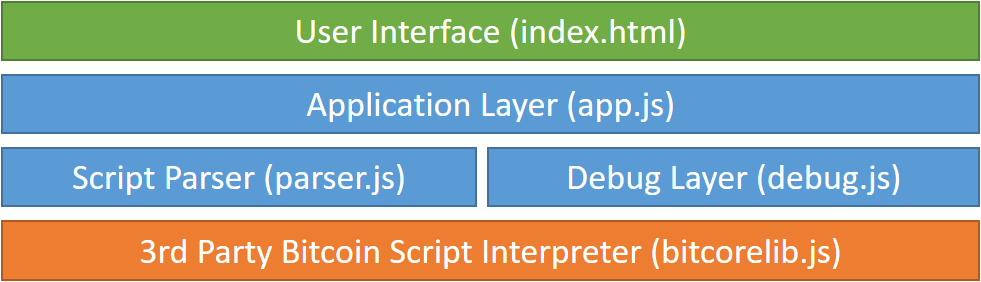 User Interface (index.html)
Application Layer (app.js)
Script Parser (parser.js)
Debug Layer (debug.js)
3rd Party Bitcoin Script Interpreter (bitcorelib.js)